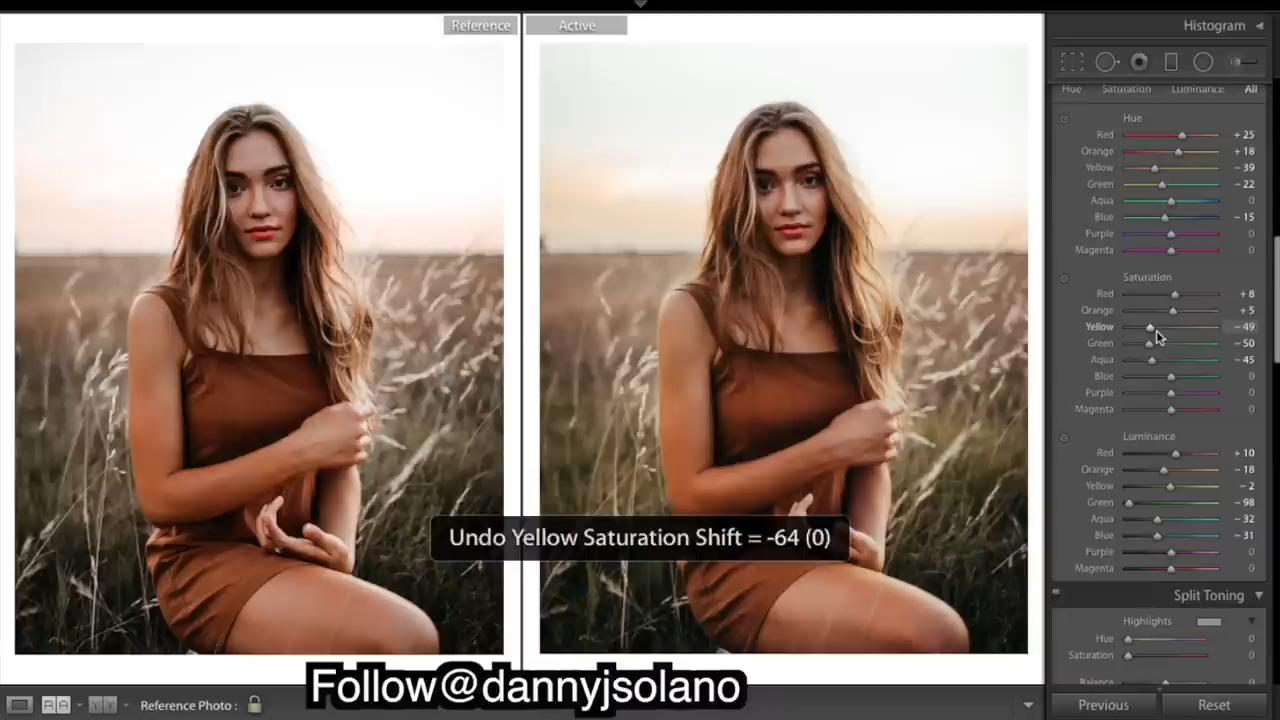 Reference
Active
Histogram
Hue Saturation Luminance All
Hue
Red +25
Orange +18
Yellow -39
Green -22
Aqua 0
Blue -15
Purple 0
Magenta 0
Saturation
Red +8
Orange +5
Yellow -49
Green -50
Aqua -45
Blue 0
Purple 0
Magenta 0
Luminance
Red +10
Orange -18
Yellow -2
Green -98
Aqua -32
Blue -31
Purple 0
Magenta 0
Undo Yellow Saturation Shift = -64 (0)
Split Toning
Highlights
Hue 0
Saturation 0
Balance
Follow@dannyjsolano
RA YY Reference Photo :
Previous Reset